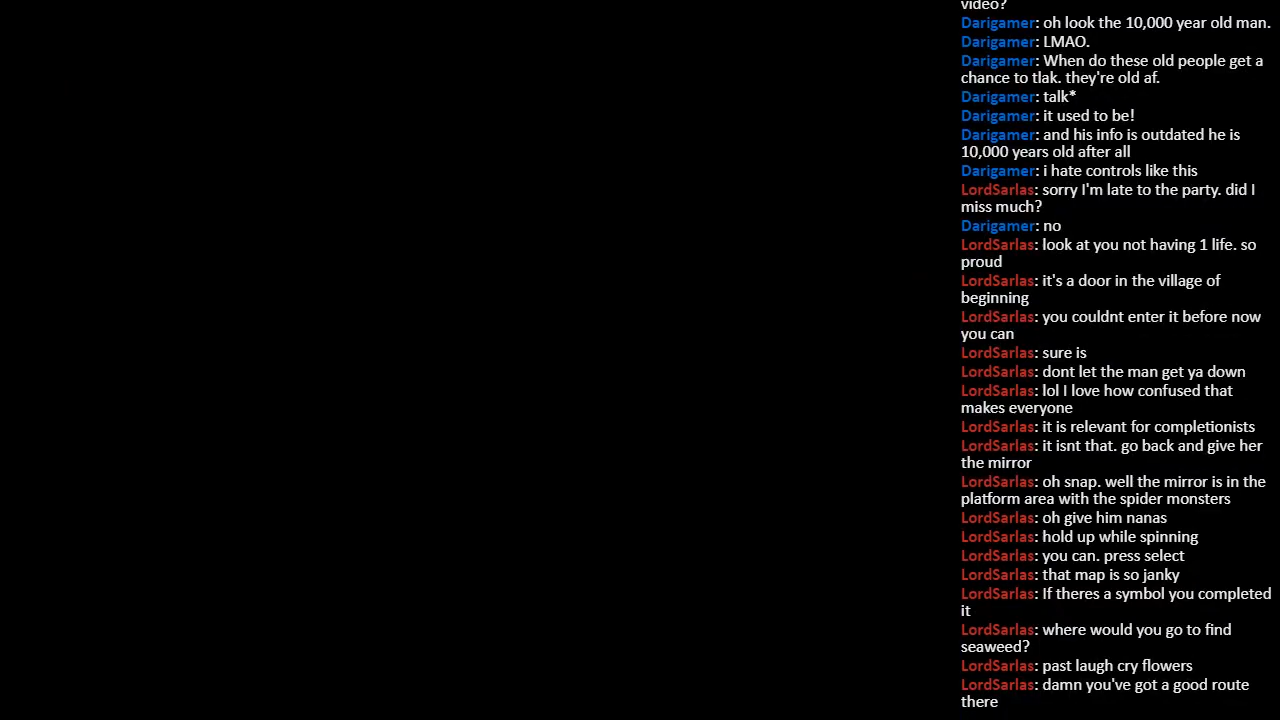 video?
Darigamer: oh look the 10,000 year old man.
Darigamer: LMAO.
Darigamer: When do these old people get a
chance to tlak. they're old af.
Darigamer: talk*
Darigamer: it used to be!
Darigamer: and his info is outdated he is
10,000 years old after all
Darigamer: i hate controls like this
LordSarlas: sorry I'm late to the party. did I
miss much?
Darigamer: no
LordSarlas: look at you not having 1 life. so
proud
LordSarlas: it's a door in the village of
beginning
LordSarlas: you couldnt enter it before now
you can
LordSarlas: sure is
LordSarlas: dont let the man get ya down
LordSarlas: lol I love how confused that
makes everyone
LordSarlas: it is relevant for completionists
LordSarlas: it isnt that. go back and give her
the mirror
LordSarlas: oh snap. well the mirror is in the
platform area with the spider monsters
LordSarlas: oh give him nanas
LordSarlas: hold up while spinning
LordSarlas: you can. press select
LordSarlas: that map is so janky
LordSarlas: If theres a symbol you completed
it
LordSarlas: where would you go to find
seaweed?
LordSarlas: past laugh cry flowers
LordSarlas: damn you've got a good route
there